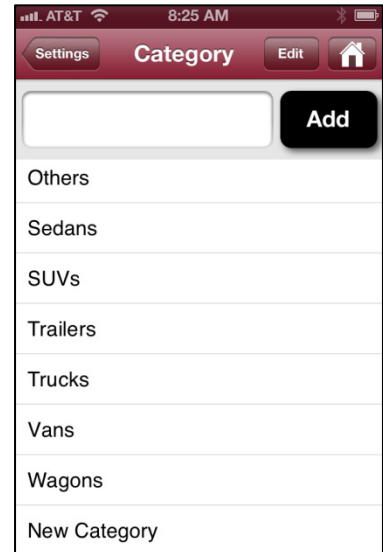 AT&T 8:25 AM
Settings Category Edit
Add
Others
Sedans
SUVs
Trailers
Trucks
Vans
Wagons
New Category